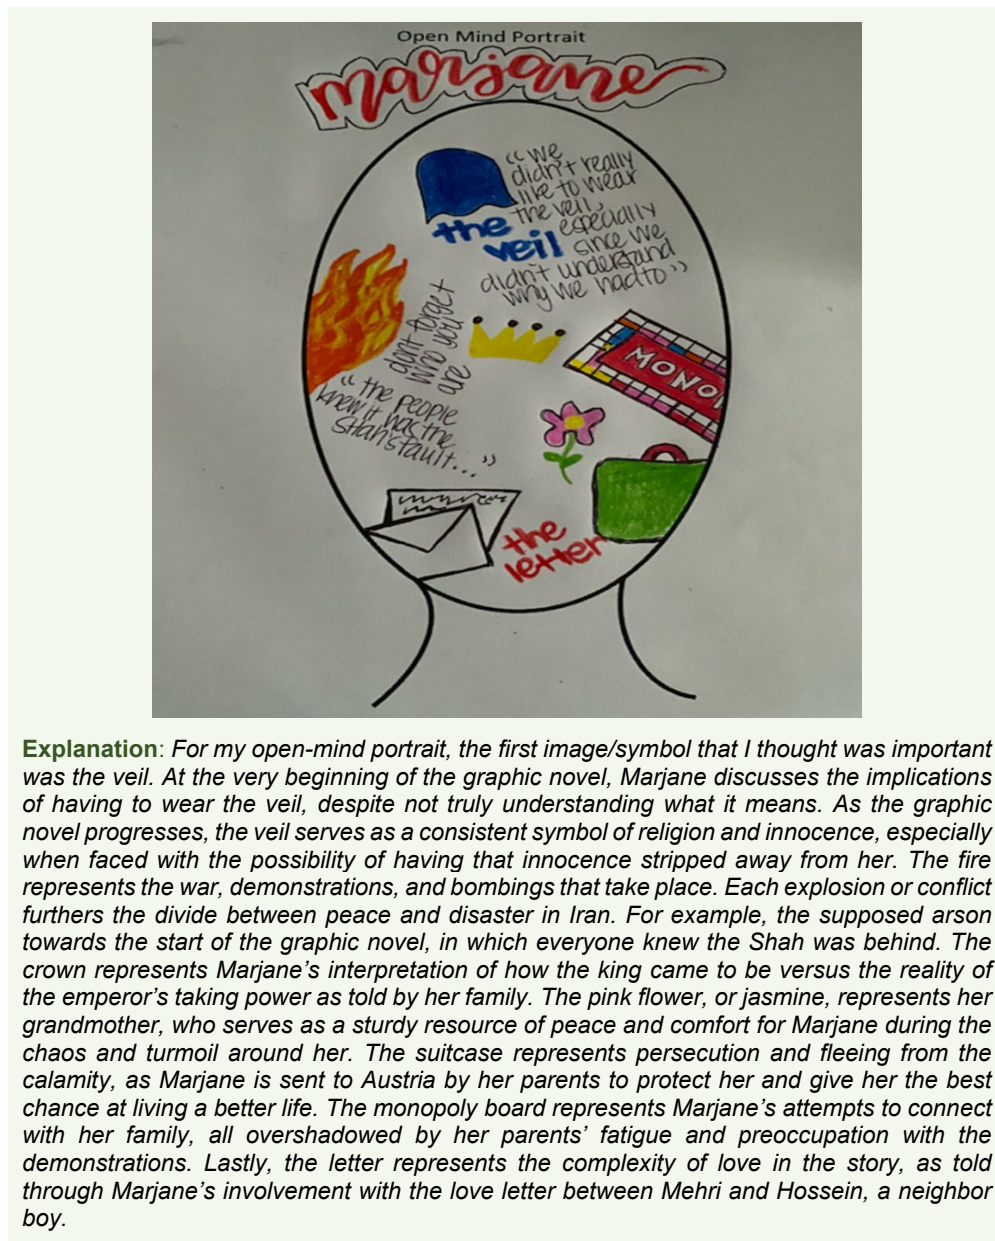 Open Mind Portrait
marjane
“we
didn't really
like to wear
the veil,
especially
since we
didn't understand
why we had to”
the
veil
dont forget
who you
are
“the people
knew it was the
Shah's fault...”
MONO
the
letter
Explanation: For my open-mind portrait, the first image/symbol that I thought was important
was the veil. At the very beginning of the graphic novel, Marjane discusses the implications
of having to wear the veil, despite not truly understanding what it means. As the graphic
novel progresses, the veil serves as a consistent symbol of religion and innocence, especially
when faced with the possibility of having that innocence stripped away from her. The fire
represents the war, demonstrations, and bombings that take place. Each explosion or conflict
furthers the divide between peace and disaster in Iran. For example, the supposed arson
towards the start of the graphic novel, in which everyone knew the Shah was behind. The
crown represents Marjane’s interpretation of how the king came to be versus the reality of
the emperor’s taking power as told by her family. The pink flower, or jasmine, represents her
grandmother, who serves as a sturdy resource of peace and comfort for Marjane during the
chaos and turmoil around her. The suitcase represents persecution and fleeing from the
calamity, as Marjane is sent to Austria by her parents to protect her and give her the best
chance at living a better life. The monopoly board represents Marjane’s attempts to connect
with her family, all overshadowed by her parents’ fatigue and preoccupation with the
demonstrations. Lastly, the letter represents the complexity of love in the story, as told
through Marjane’s involvement with the love letter between Mehri and Hossein, a neighbor
boy.